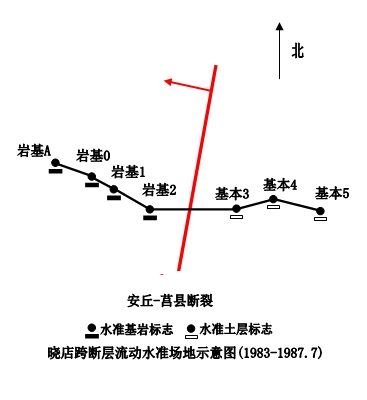 北
岩基A
岩基0
岩基1
岩基2
基本3
基本4
基本5
安丘-莒县断裂
水准基岩标志 水准土层标志
晓店跨断层流动水准场地示意图(1983-1987.7)